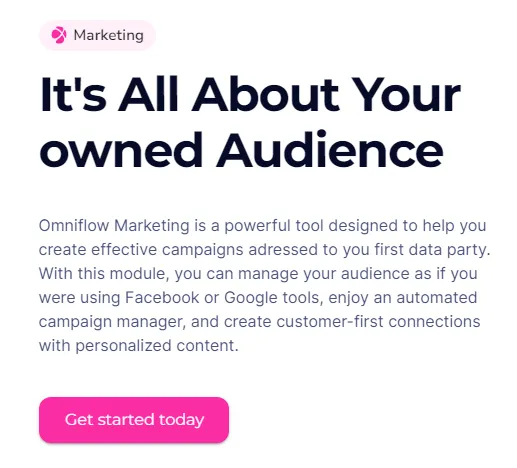 Marketing
It's All About Your
owned Audience
Omniflow Marketing is a powerful tool designed to help you
create effective campaigns adressed to you first data party.
With this module, you can manage your audience as if you
were using Facebook or Google tools, enjoy an automated
campaign manager, and create customer-first connections
with personalized content.
Get started today